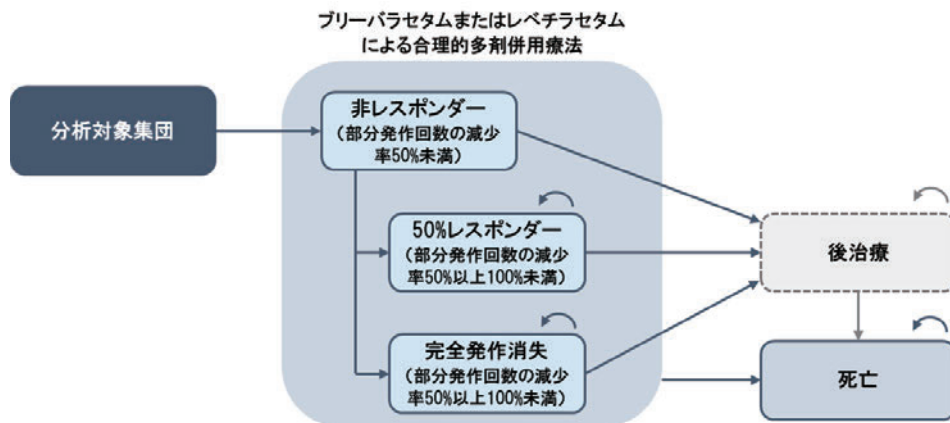 ブリーバラセタムまたはレベチラセタム
による合理的多剤併用療法
分析対象集団
非レスポンダー
（部分発作回数の減少
率50%未満）
50%レスポンダー
（部分発作回数の減少
率50%以上100%未満）
後治療
完全発作消失
（部分発作回数の減少
率50%以上100%未満）
死亡